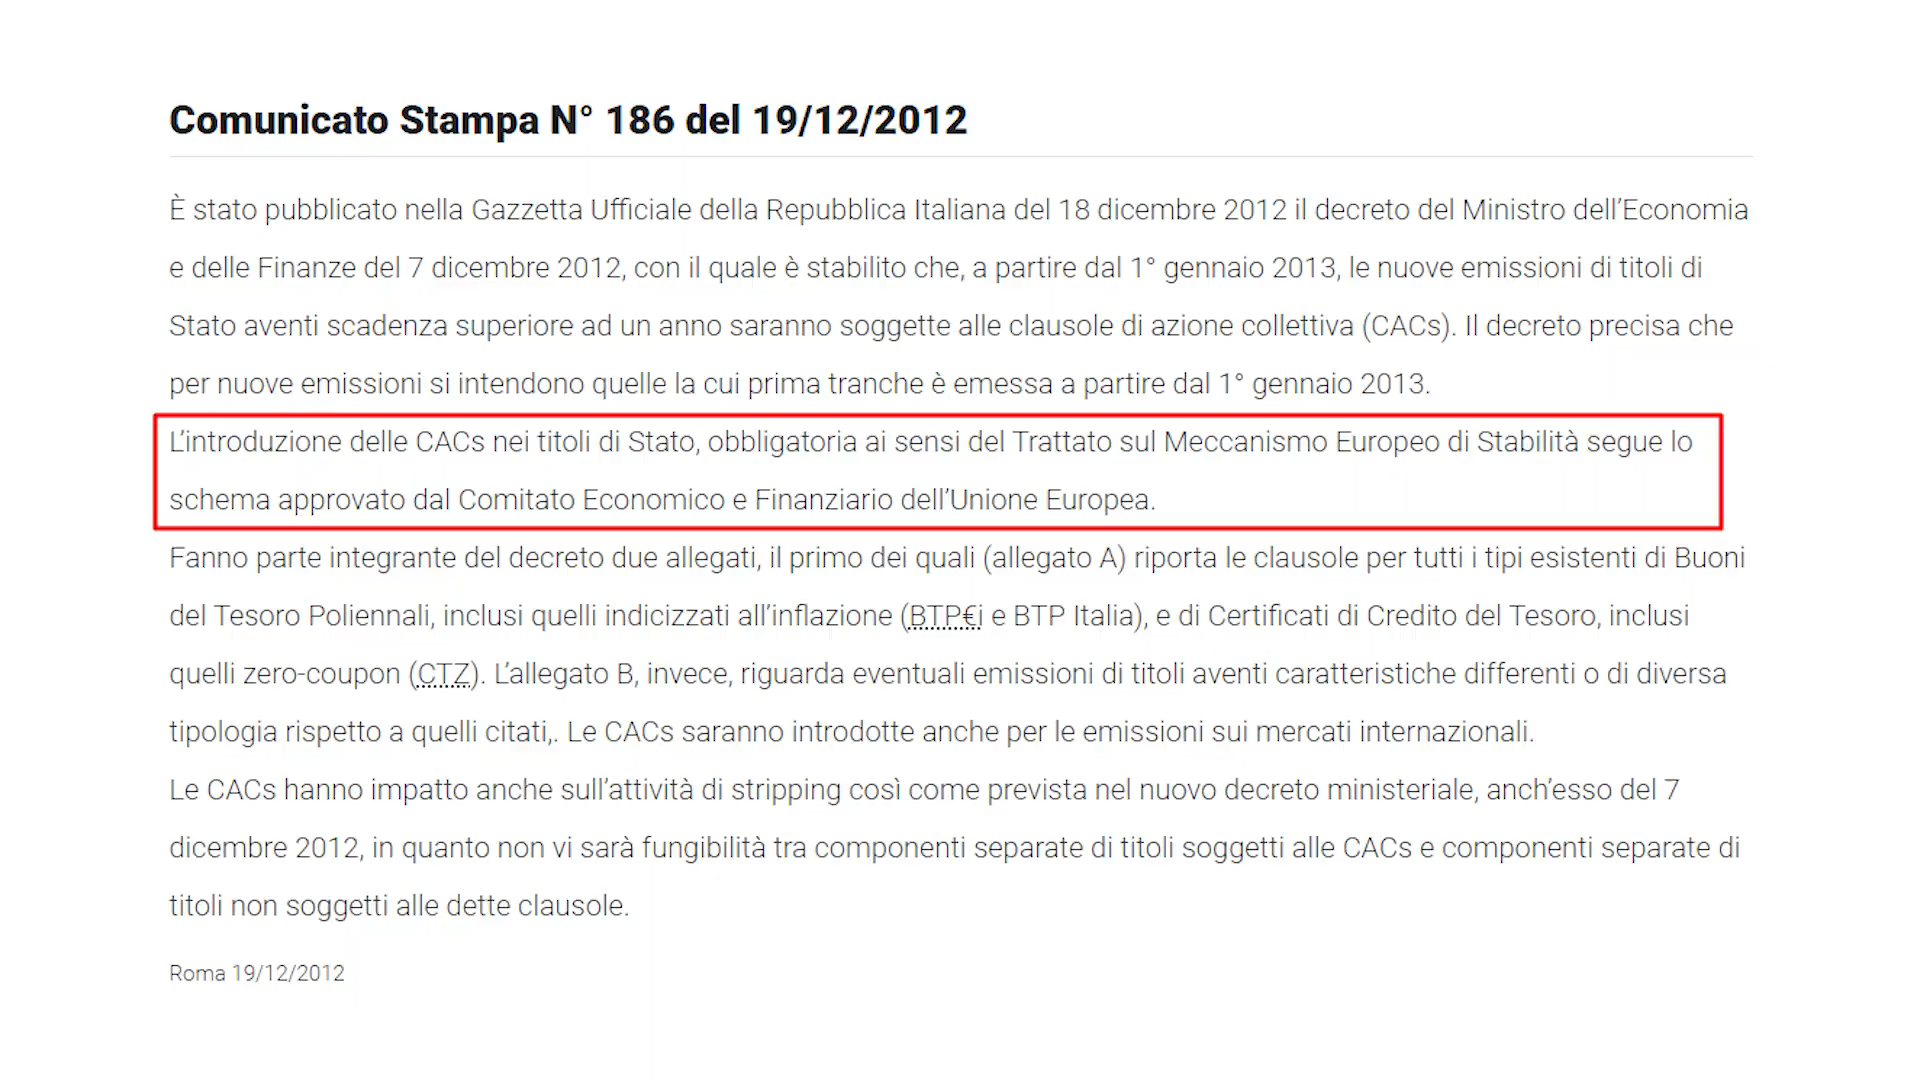 Comunicato Stampa N° 186 del 19/12/2012
È stato pubblicato nella Gazzetta Ufficiale della Repubblica Italiana del 18 dicembre 2012 il decreto del Ministro dell’Economia
e delle Finanze del 7 dicembre 2012, con il quale è stabilito che, a partire dal 1° gennaio 2013, le nuove emissioni di titoli di
Stato aventi scadenza superiore ad un anno saranno soggette alle clausole di azione collettiva (CACs). Il decreto precisa che
per nuove emissioni si intendono quelle la cui prima tranche è emessa a partire dal 1° gennaio 2013.
L’introduzione delle CACs nei titoli di Stato, obbligatoria ai sensi del Trattato sul Meccanismo Europeo di Stabilità segue lo
schema approvato dal Comitato Economico e Finanziario dell’Unione Europea.
Fanno parte integrante del decreto due allegati, il primo dei quali (allegato A) riporta le clausole per tutti i tipi esistenti di Buoni
del Tesoro Poliennali, inclusi quelli indicizzati all’inflazione (BTP€i e BTP Italia), e di Certificati di Credito del Tesoro, inclusi
quelli zero-coupon (CTZ). L’allegato B, invece, riguarda eventuali emissioni di titoli aventi caratteristiche differenti o di diversa
tipologia rispetto a quelli citati,. Le CACs saranno introdotte anche per le emissioni sui mercati internazionali.
Le CACs hanno impatto anche sull’attività di stripping così come prevista nel nuovo decreto ministeriale, anch’esso del 7
dicembre 2012, in quanto non vi sarà fungibilità tra componenti separate di titoli soggetti alle CACs e componenti separate di
titoli non soggetti alle dette clausole.
Roma 19/12/2012